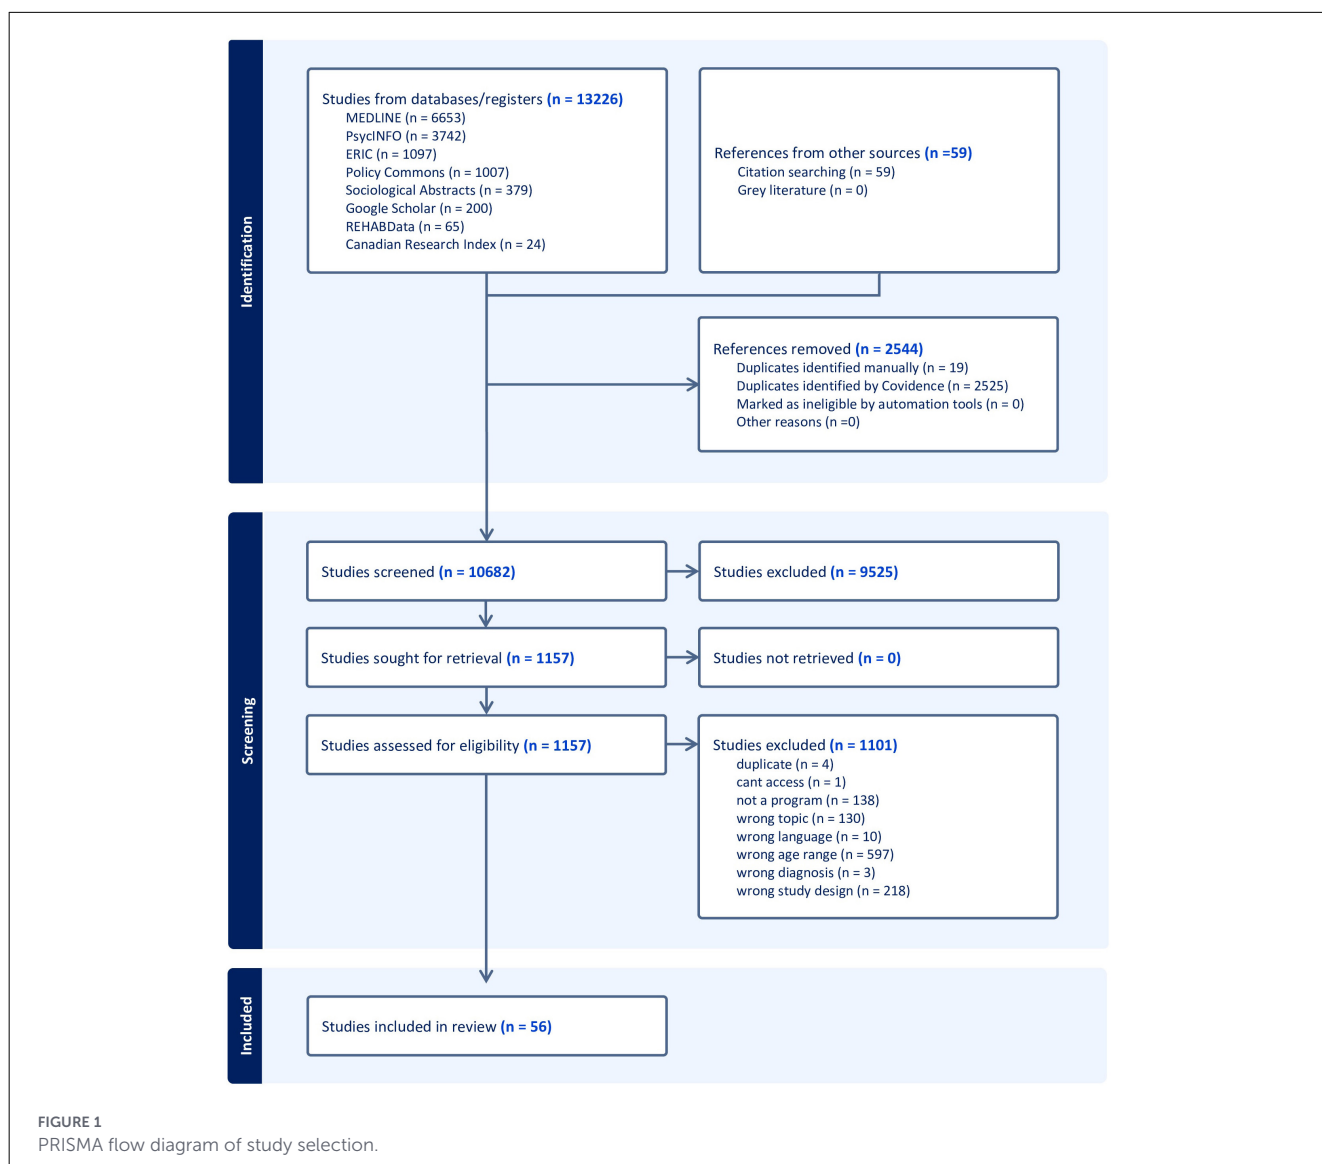 Identification
Studies from databases/registers (n = 13226)
MEDLINE (n = 6653)
PsycINFO (n = 3742)
ERIC (n = 1097)
Policy Commons (n = 1007)
Sociological Abstracts (n = 379)
Google Scholar (n = 200)
REHABData (n = 65)
Canadian Research Index (n = 24)
References from other sources (n =59)
Citation searching (n = 59)
Grey literature (n = 0)
References removed (n = 2544)
Duplicates identified manually (n = 19)
Duplicates identified by Covidence (n = 2525)
Marked as ineligible by automation tools (n = 0)
Other reasons (n =0)
Screening
Studies screened (n = 10682)
Studies excluded (n = 9525)
Studies sought for retrieval (n = 1157)
Studies not retrieved (n = 0)
Studies assessed for eligibility (n = 1157)
Studies excluded (n = 1101)
duplicate (n = 4)
cant access (n = 1)
not a program (n = 138)
wrong topic (n = 130)
wrong language (n = 10)
wrong age range (n = 597)
wrong diagnosis (n = 3)
wrong study design (n = 218)
Included
Studies included in review (n = 56)
FIGURE 1
PRISMA flow diagram of study selection.